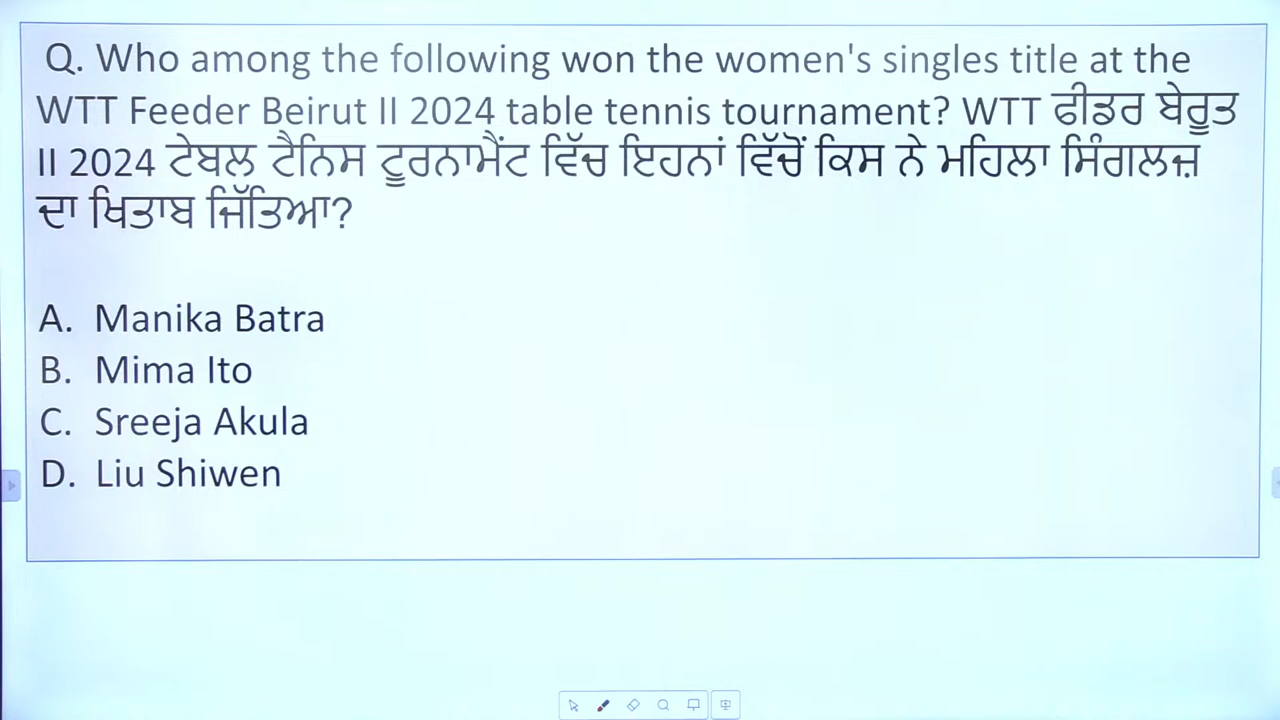 Q. Who among the following won the women's singles title at the
WTT Feeder Beirut II 2024 table tennis tournament? WTT ਫੀਡਰ ਬੇਰੂਤ
II 2024 ਟੇਬਲ ਟੈਨਿਸ ਟੂਰਨਾਮੈਂਟ ਵਿੱਚ ਇਹਨਾਂ ਵਿੱਚੋਂ ਕਿਸ ਨੇ ਮਹਿਲਾ ਸਿੰਗਲਜ਼
ਦਾ ਖਿਤਾਬ ਜਿੱਤਿਆ?
A. Manika Batra
B. Mima Ito
C. Sreeja Akula
D. Liu Shiwen